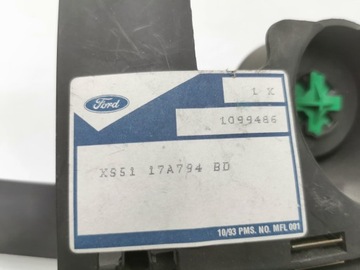 Ford
1 X
1099486
XS51 17A794 BD
10/93 PMS. NO. MFL 001